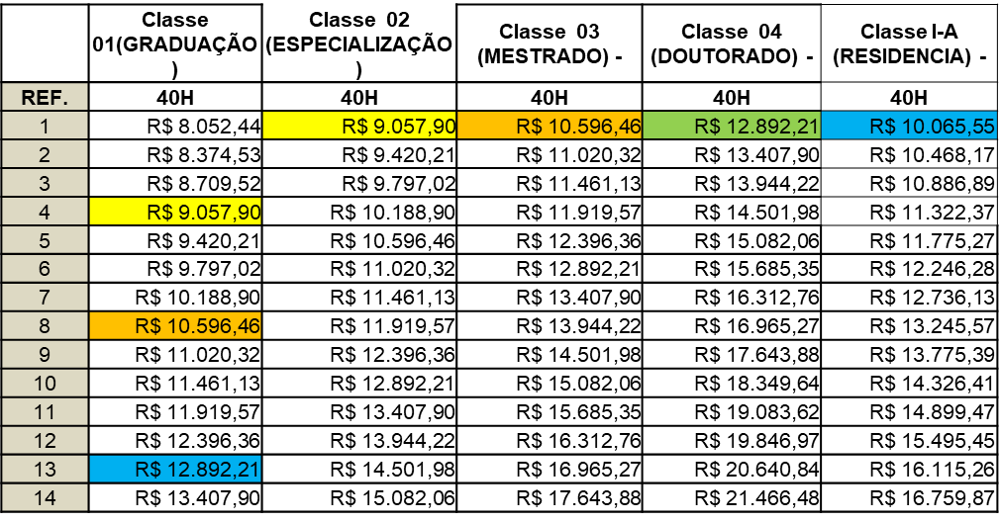 Classe 01(GRADUAÇÃO) Classe 02 (ESPECIALIZAÇÃO) Classe 03 (MESTRADO) - Classe 04 (DOUTORADO) - Classe I-A (RESIDENCIA) -
REF. 40H 40H 40H 40H 40H
1 R$ 8.052,44 R$ 9.057,90 R$ 10.596,46 R$ 12.892,21 R$ 10.065,55
2 R$ 8.374,53 R$ 9.420,21 R$ 11.020,32 R$ 13.407,90 R$ 10.468,17
3 R$ 8.709,52 R$ 9.797,02 R$ 11.461,13 R$ 13.944,22 R$ 10.886,89
4 R$ 9.057,90 R$ 10.188,90 R$ 11.919,57 R$ 14.501,98 R$ 11.322,37
5 R$ 9.420,21 R$ 10.596,46 R$ 12.396,36 R$ 15.082,06 R$ 11.775,27
6 R$ 9.797,02 R$ 11.020,32 R$ 12.892,21 R$ 15.685,35 R$ 12.246,28
7 R$ 10.188,90 R$ 11.461,13 R$ 13.407,90 R$ 16.312,76 R$ 12.736,13
8 R$ 10.596,46 R$ 11.919,57 R$ 13.944,22 R$ 16.965,27 R$ 13.245,57
9 R$ 11.020,32 R$ 12.396,36 R$ 14.501,98 R$ 17.643,88 R$ 13.775,39
10 R$ 11.461,13 R$ 12.892,21 R$ 15.082,06 R$ 18.349,64 R$ 14.326,41
11 R$ 11.919,57 R$ 13.407,90 R$ 15.685,35 R$ 19.083,62 R$ 14.899,47
12 R$ 12.396,36 R$ 13.944,22 R$ 16.312,76 R$ 19.846,97 R$ 15.495,45
13 R$ 12.892,21 R$ 14.501,98 R$ 16.965,27 R$ 20.640,84 R$ 16.115,26
14 R$ 13.407,90 R$ 15.082,06 R$ 17.643,88 R$ 21.466,48 R$ 16.759,87